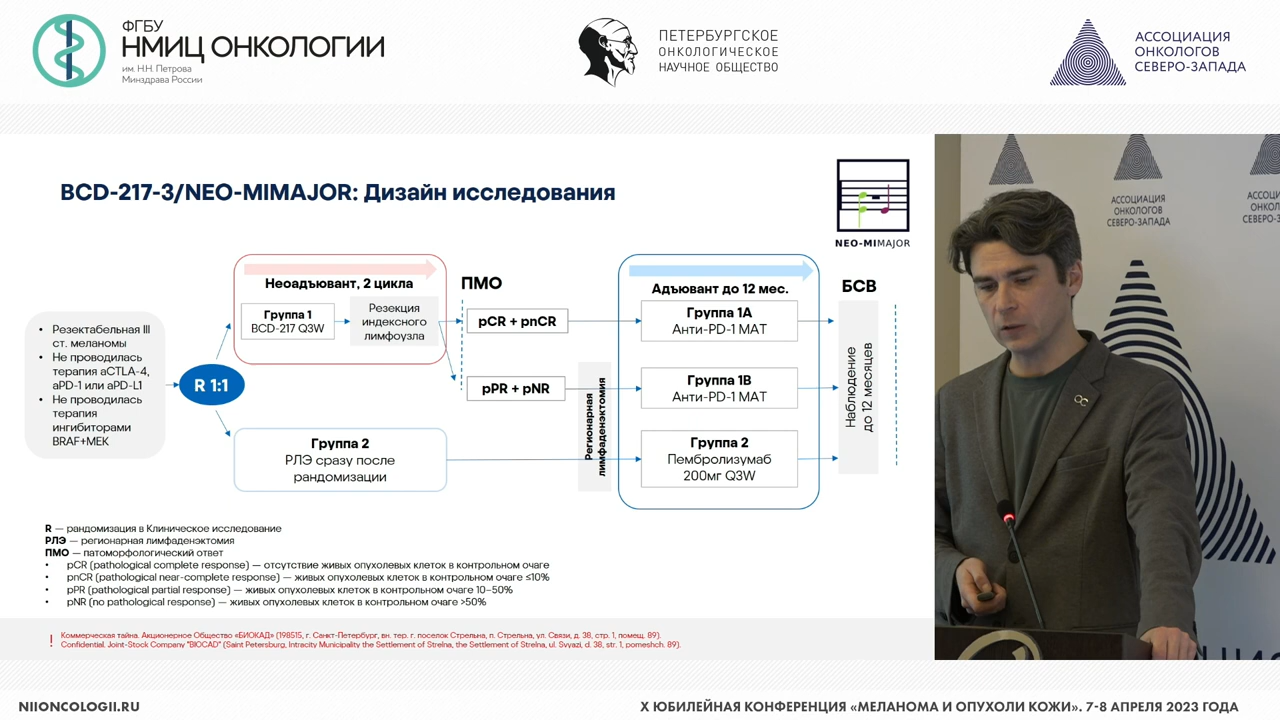 ФГБУ
НМИЦ ОНКОЛОГИИ
им. Н.Н. Петрова
Минздрава России
ПЕТЕРБУРГСКОЕ
ОНКОЛОГИЧЕСКОЕ
НАУЧНОЕ ОБЩЕСТВО
АССОЦИАЦИЯ
ОНКОЛОГОВ
СЕВЕРО-ЗАПАДА
BCD-217-3/NEO-MIMAJOR: Дизайн исследования
NEO-MIMAJOR
• Резектабельная III
ст. меланомы
• Не проводилась
терапия aCTLA-4,
aPD-1 или aPD-L1
• Не проводилась
терапия
ингибиторами
BRAF+MEK
R 1:1
Неоадъювант, 2 цикла
Группа 1
BCD-217 Q3W
Резекция
индексного
лимфоузла
Группа 2
РЛЭ сразу после
рандомизации
ПМО
pCR + pnCR
pPR + pNR
Регионарная
лимфаденэктомия
Адъювант до 12 мес.
Группа 1А
Анти-PD-1 МАТ
Группа 1В
Анти-PD-1 МАТ
Группа 2
Пембролизумаб
200мг Q3W
БСВ
Наблюдение
до 12 месяцев
R — рандомизация в Клиническое исследование
РЛЭ — регионарная лимфаденэктомия
ПМО — патоморфологический ответ
• pCR (pathological complete response) — отсутствие живых опухолевых клеток в контрольном очаге
• pnCR (pathological near-complete response) — живых опухолевых клеток в контрольном очаге ≤10%
• pPR (pathological partial response) — живых опухолевых клеток в контрольном очаге 10–50%
• pNR (no pathological response) — живых опухолевых клеток в контрольном очаге >50%
! Коммерческая тайна. Акционерное Общество «БИОКАД» (198515, г. Санкт-Петербург, вн. тер. г. поселок Стрельна, п. Стрельна, ул. Связи, д. 38, стр. 1, помещ. 89).
Confidential. Joint-Stock Company "BIOCAD" (Saint Petersburg, Intracity Municipality the Settlement of Strelna, the Settlement of Strelna, ul. Svyazi, d. 38, str. 1, pomeshch. 89).
АССОЦИАЦИЯ
ОНКОЛОГОВ
СЕВЕРО-ЗАПАДА
NIIONCOLOGII.RU
X ЮБИЛЕЙНАЯ КОНФЕРЕНЦИЯ «МЕЛАНОМА И ОПУХОЛИ КОЖИ». 7-8 АПРЕЛЯ 2023 ГОДА